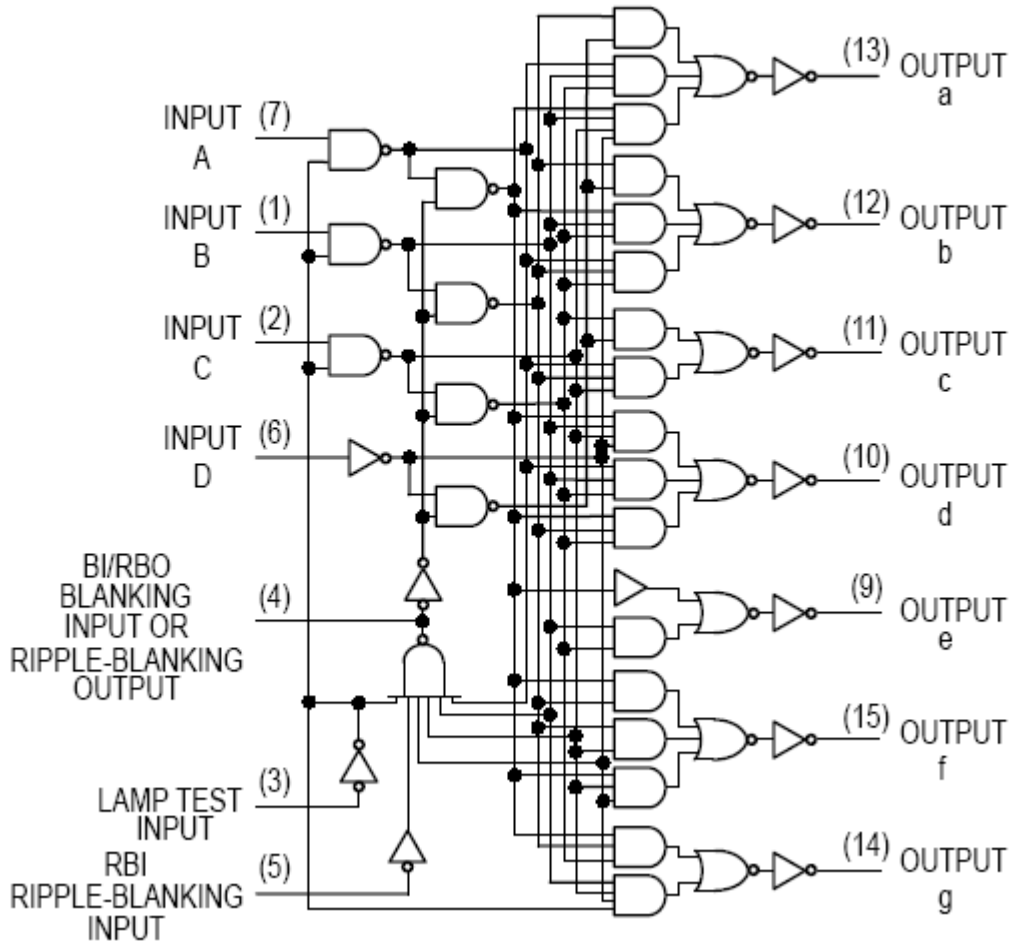 INPUT (7)
A
INPUT (1)
B
INPUT (2)
C
INPUT (6)
D
BI/RBO
BLANKING
INPUT OR
RIPPLE-BLANKING
OUTPUT
(4)
(3)
LAMP TEST
INPUT
RBI
RIPPLE-BLANKING
INPUT
(5)
(13) OUTPUT
a
(12) OUTPUT
b
(11) OUTPUT
c
(10) OUTPUT
d
(9) OUTPUT
e
(15) OUTPUT
f
(14) OUTPUT
g